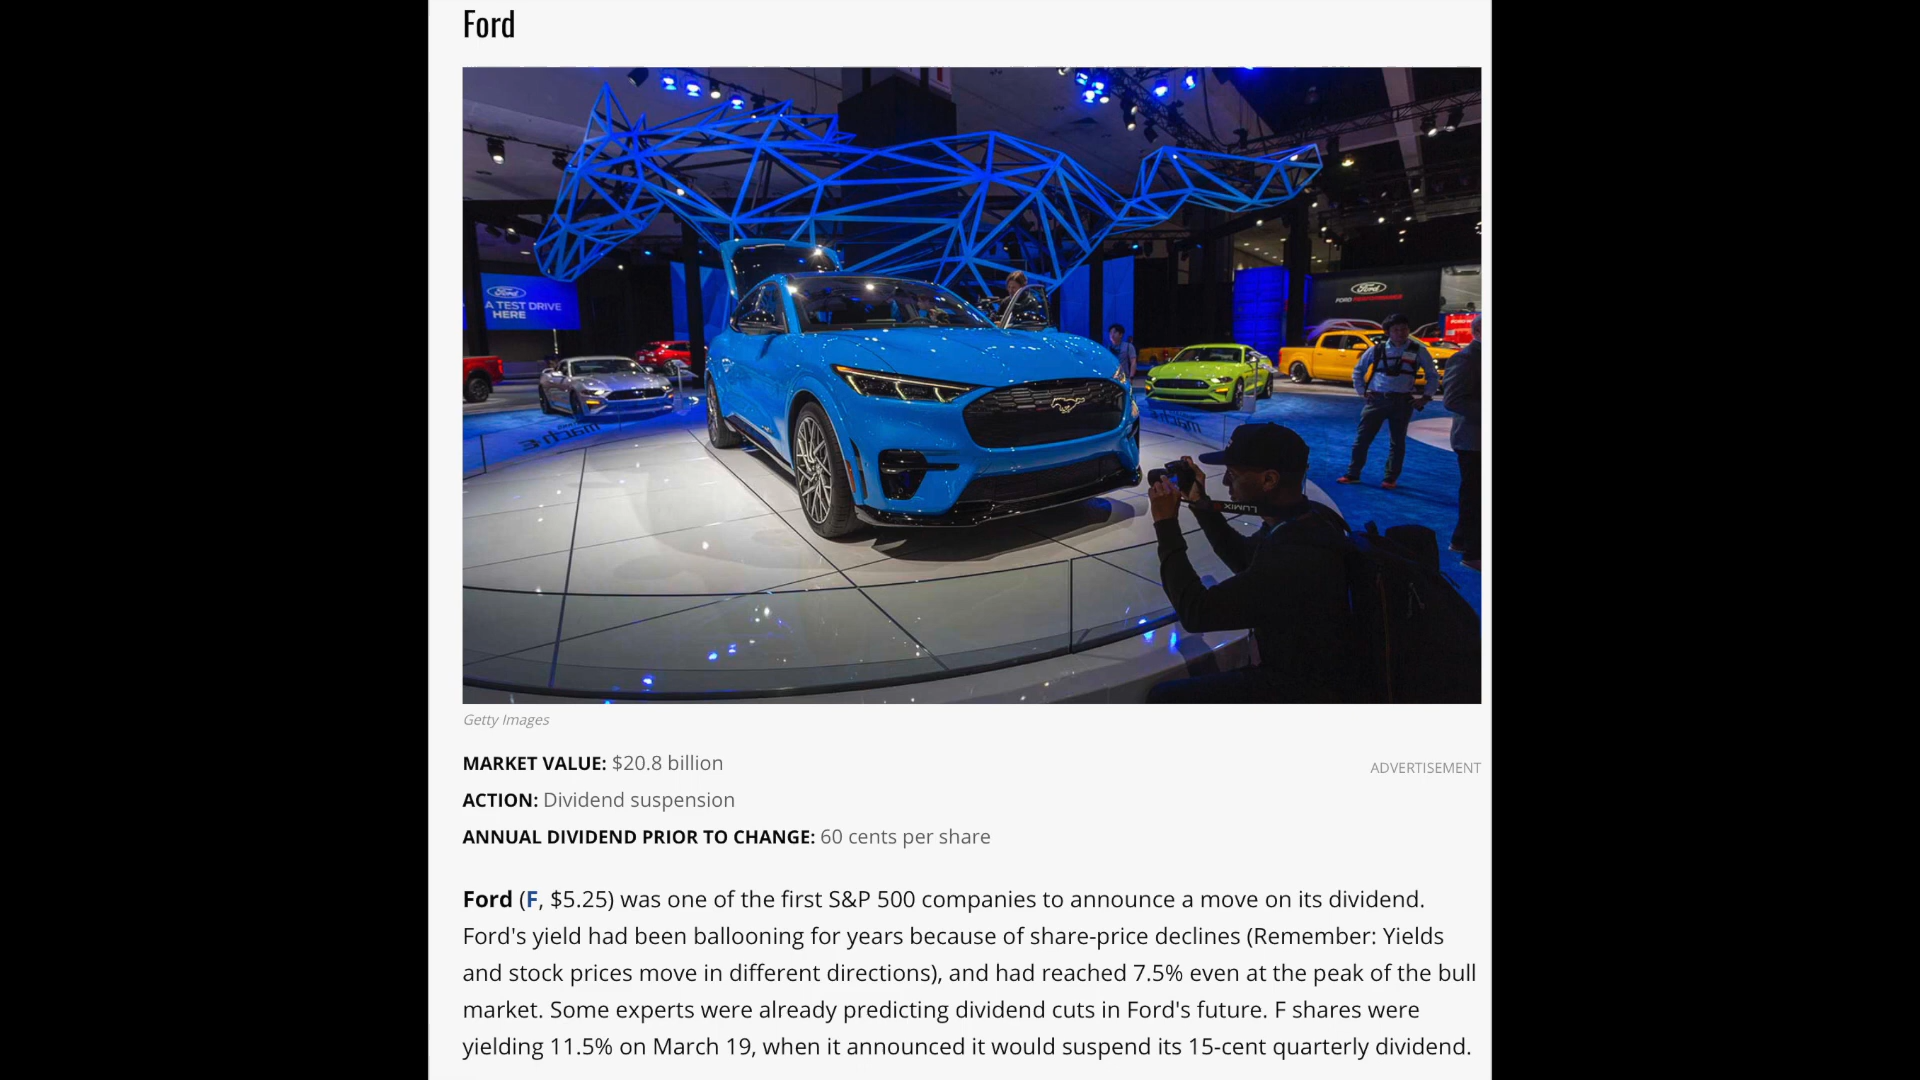 Ford
Ford
A TEST DRIVE
HERE
Ford
FORD PERFORMANCE
LUMIX
Getty Images
MARKET VALUE: $20.8 billion
ADVERTISEMENT
ACTION: Dividend suspension
ANNUAL DIVIDEND PRIOR TO CHANGE: 60 cents per share
Ford (F, $5.25) was one of the first S&P 500 companies to announce a move on its dividend.
Ford's yield had been ballooning for years because of share-price declines (Remember: Yields
and stock prices move in different directions), and had reached 7.5% even at the peak of the bull
market. Some experts were already predicting dividend cuts in Ford's future. F shares were
yielding 11.5% on March 19, when it announced it would suspend its 15-cent quarterly dividend.